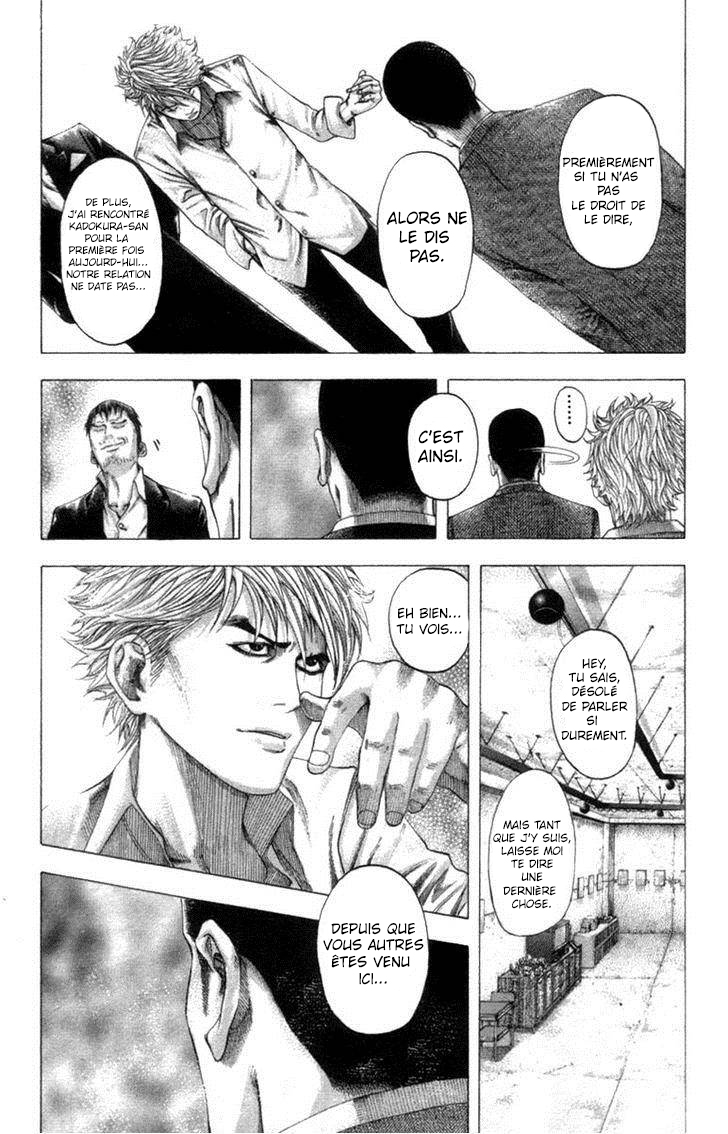 PREMIÈREMENT
SI TU N'AS
PAS
LE DROIT DE
LE DIRE,
ALORS NE
LE DIS
PAS.
DE PLUS,
J'AI RENCONTRÉ
KADOKURA-SAN
POUR LA
PREMIÈRE FOIS
AUJOURD-HUI...
NOTRE RELATION
NE DATE PAS...
......
C'EST
AINSI.
HEY,
TU SAIS,
DÉSOLÉ
DE PARLER
SI
DUREMENT.
MAIS TANT
QUE J'Y SUIS,
LAISSE MOI
TE DIRE
UNE
DERNIÈRE
CHOSE.
EH BIEN...
TU VOIS...
DEPUIS QUE
VOUS AUTRES
ÊTES VENU
ICI...